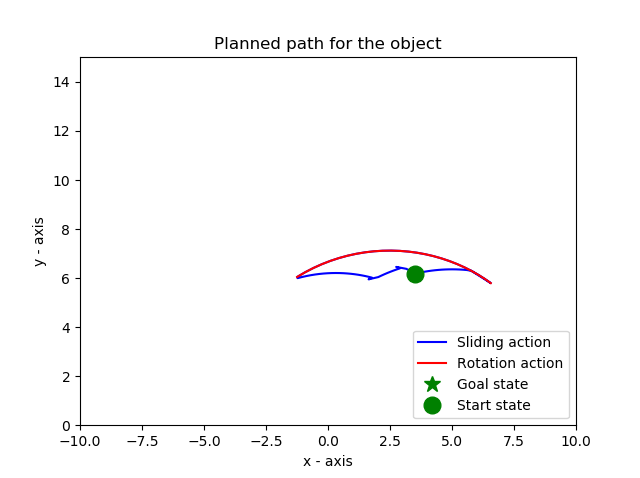 Planned path for the object
14
12
10
8
6
4
2
0
y - axis
−10.0 −7.5 −5.0 −2.5 0.0 2.5 5.0 7.5 10.0
x - axis
Sliding action
Rotation action
Goal state
Start state